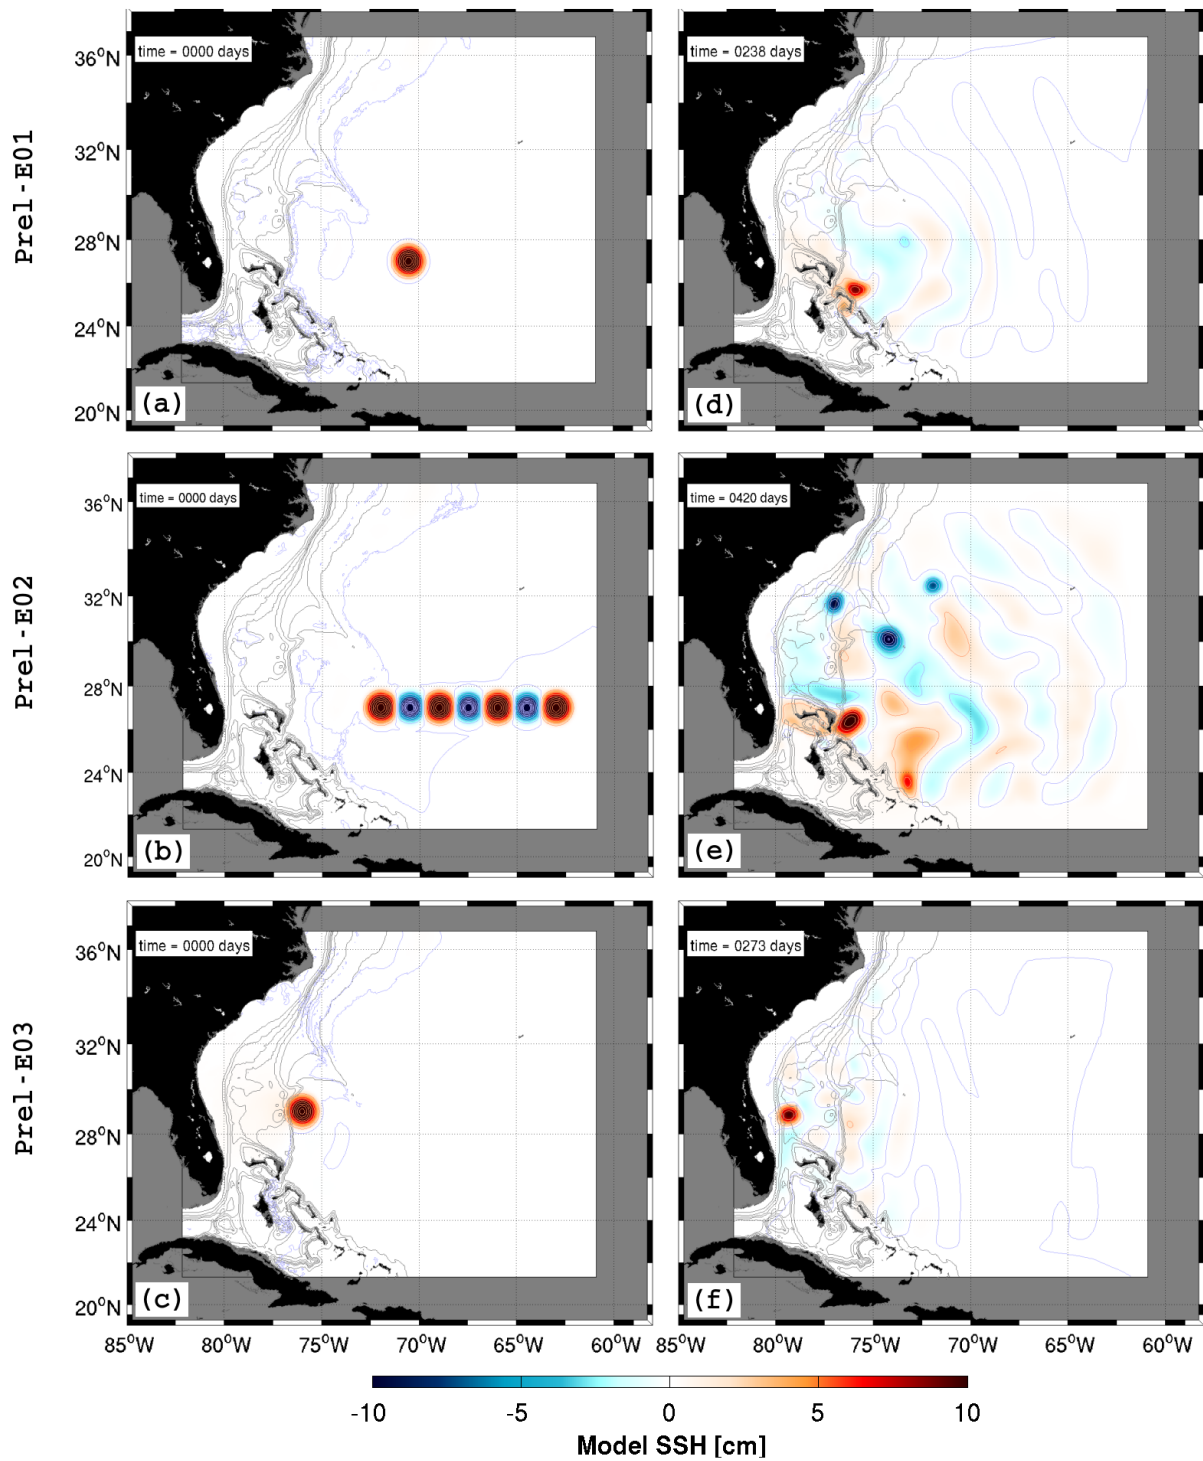 Prel-E01
time = 0000 days
36°N
32°N
28°N
24°N
20°N
(a)
time = 0238 days
(d)
Prel-E02
time = 0000 days
36°N
32°N
28°N
24°N
20°N
(b)
time = 0420 days
(e)
Prel-E03
time = 0000 days
36°N
32°N
28°N
24°N
20°N
(c)
time = 0273 days
(f)
85°W 80°W 75°W 70°W 65°W 60°W 85°W 80°W 75°W 70°W 65°W 60°W
-10 -5 0 5 10
Model SSH [cm]